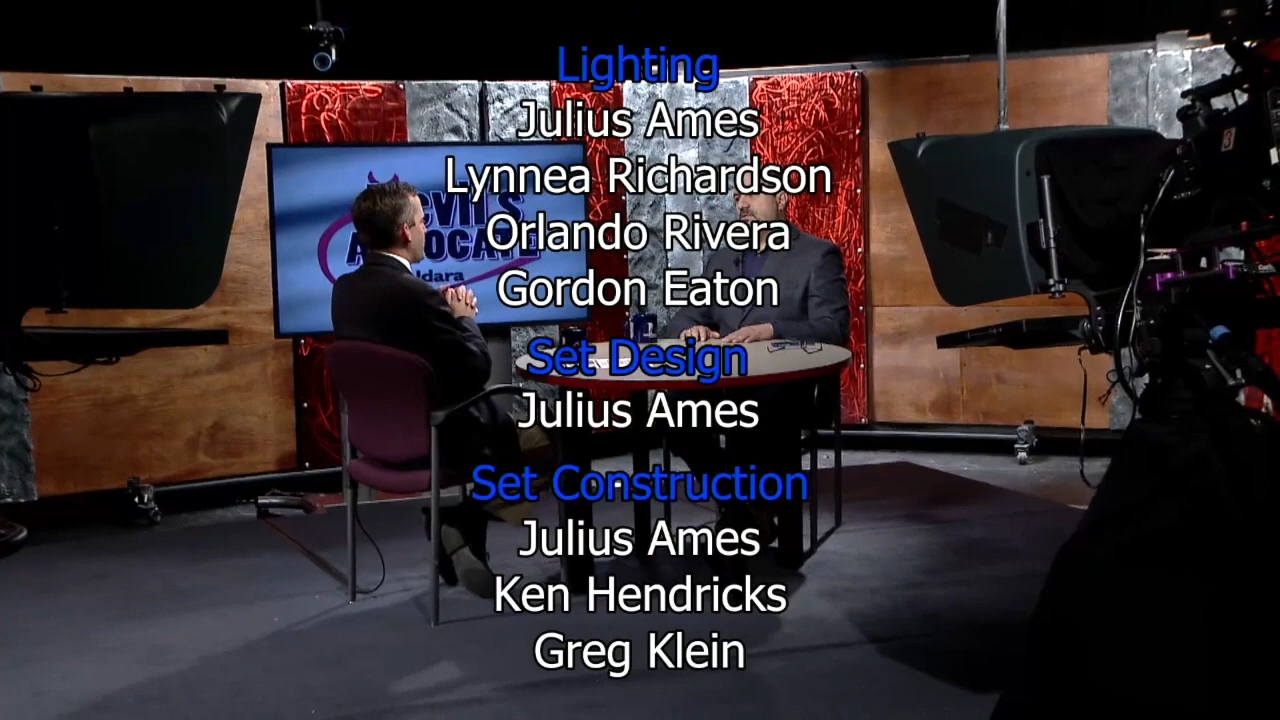 Lighting
Julius Ames
Lynnea Richardson
Orlando Rivera
Gordon Eaton
Set Design
Julius Ames
Set Construction
Julius Ames
Ken Hendricks
Greg Klein
3